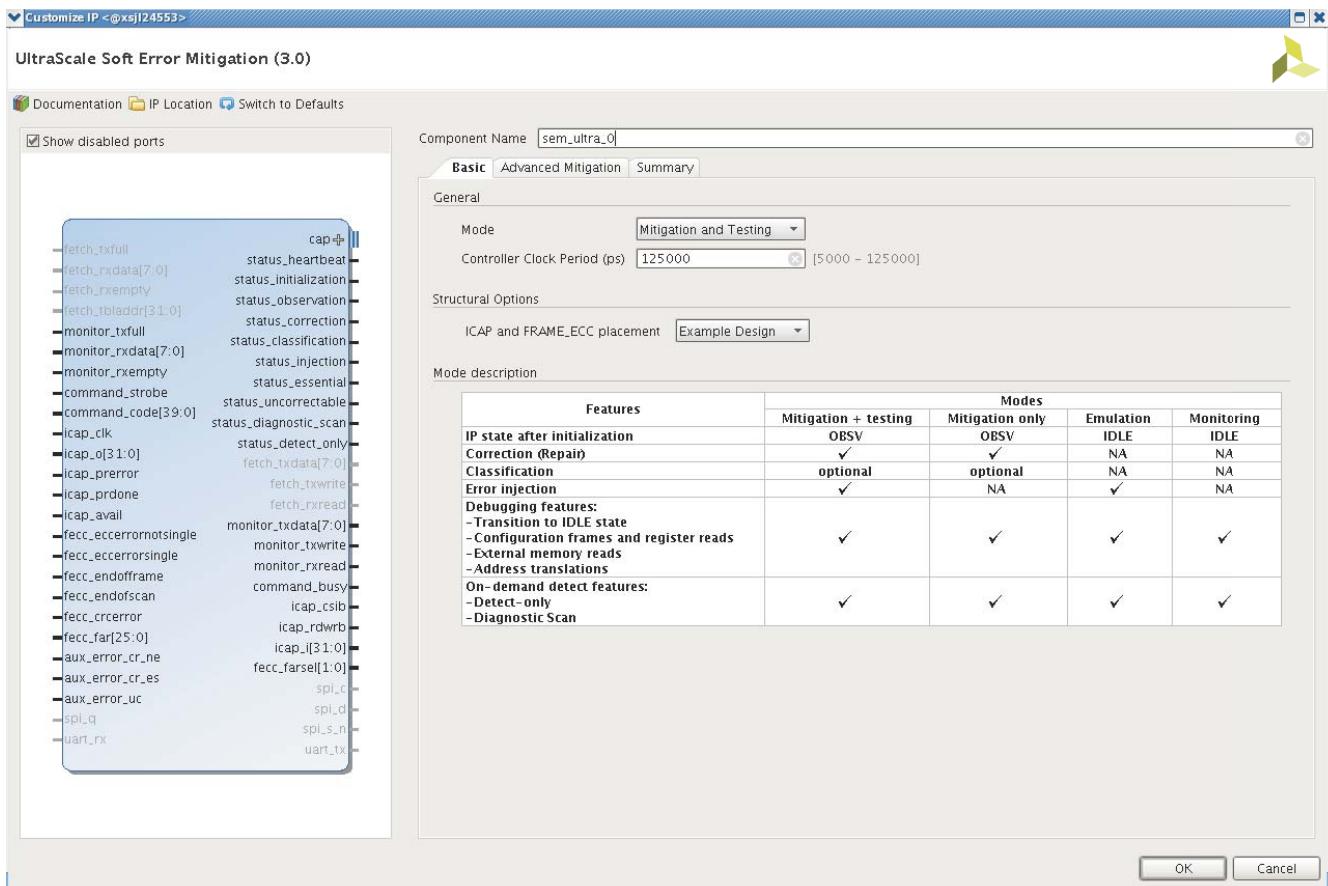 Customize IP <@xsjl24553>
UltraScale Soft Error Mitigation (3.0)
Documentation IP Location Switch to Defaults
Show disabled ports
fetch_txfull
fetch_rxdata[7:0]
fetch_rxempty
fetch_tbladdr[31:0]
monitor_txfull
monitor_rxdata[7:0]
monitor_rxempty
command_strobe
command_code[39:0]
icap_clk
icap_o[31:0]
icap_prerror
icap_prdone
icap_avail
fecc_eccerrornotsingle
fecc_eccerrorsingle
fecc_endofframe
fecc_endofscan
fecc_crcerror
fecc_far[25:0]
aux_error_cr_ne
aux_error_cr_es
aux_error_uc
spi_q
uart_rx
cap
status_heartbeat
status_initialization
status_observation
status_correction
status_classification
status_injection
status_essential
status_uncorrectable
status_diagnostic_scan
status_detect_only
fetch_txdata[7:0]
fetch_txwrite
fetch_rxread
monitor_txdata[7:0]
monitor_txwrite
monitor_rxread
command_busy
icap_csib
icap_rdwrb
icap_i[31:0]
fecc_farsel[1:0]
spi_c
spi_d
spi_s_n
uart_tx
Component Name sem_ultra_0
Basic Advanced Mitigation Summary
General
Mode Mitigation and Testing
Controller Clock Period (ps) 125000 [5000 - 125000]
Structural Options
ICAP and FRAME_ECC placement Example Design
Mode description
Features Modes
Mitigation + testing Mitigation only Emulation Monitoring
IP state after initialization OBSV OBSV IDLE IDLE
Correction (Repair) ✓ ✓ NA NA
Classification optional optional NA NA
Error injection ✓ NA ✓ NA
Debugging features:
-Transition to IDLE state
-Configuration frames and register reads ✓ ✓ ✓ ✓
-External memory reads
-Address translations
On-demand detect features:
-Detect-only ✓ ✓ ✓ ✓
-Diagnostic Scan
OK Cancel